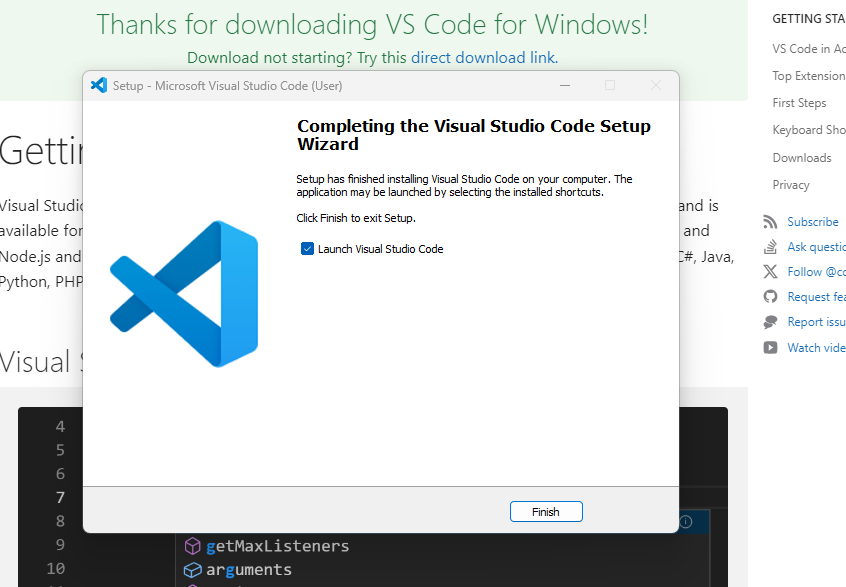 Thanks for downloading VS Code for Windows!
Download not starting? Try this direct download link.
Setup - Microsoft Visual Studio Code (User)
Completing the Visual Studio Code Setup
Wizard
Setup has finished installing Visual Studio Code on your computer. The
application may be launched by selecting the installed shortcuts.
Click Finish to exit Setup.
Launch Visual Studio Code
Finish
Visual
and is
available for
and
Node.js and
C#, Java,
Python, PHP
Visual S
4
5
6
7
8
9
10
getMaxListeners
arguments
GETTING STA
VS Code in Ac
Top Extension
First Steps
Keyboard Sho
Downloads
Privacy
Subscribe
Ask questio
Follow @co
Request fea
Report issu
Watch vide